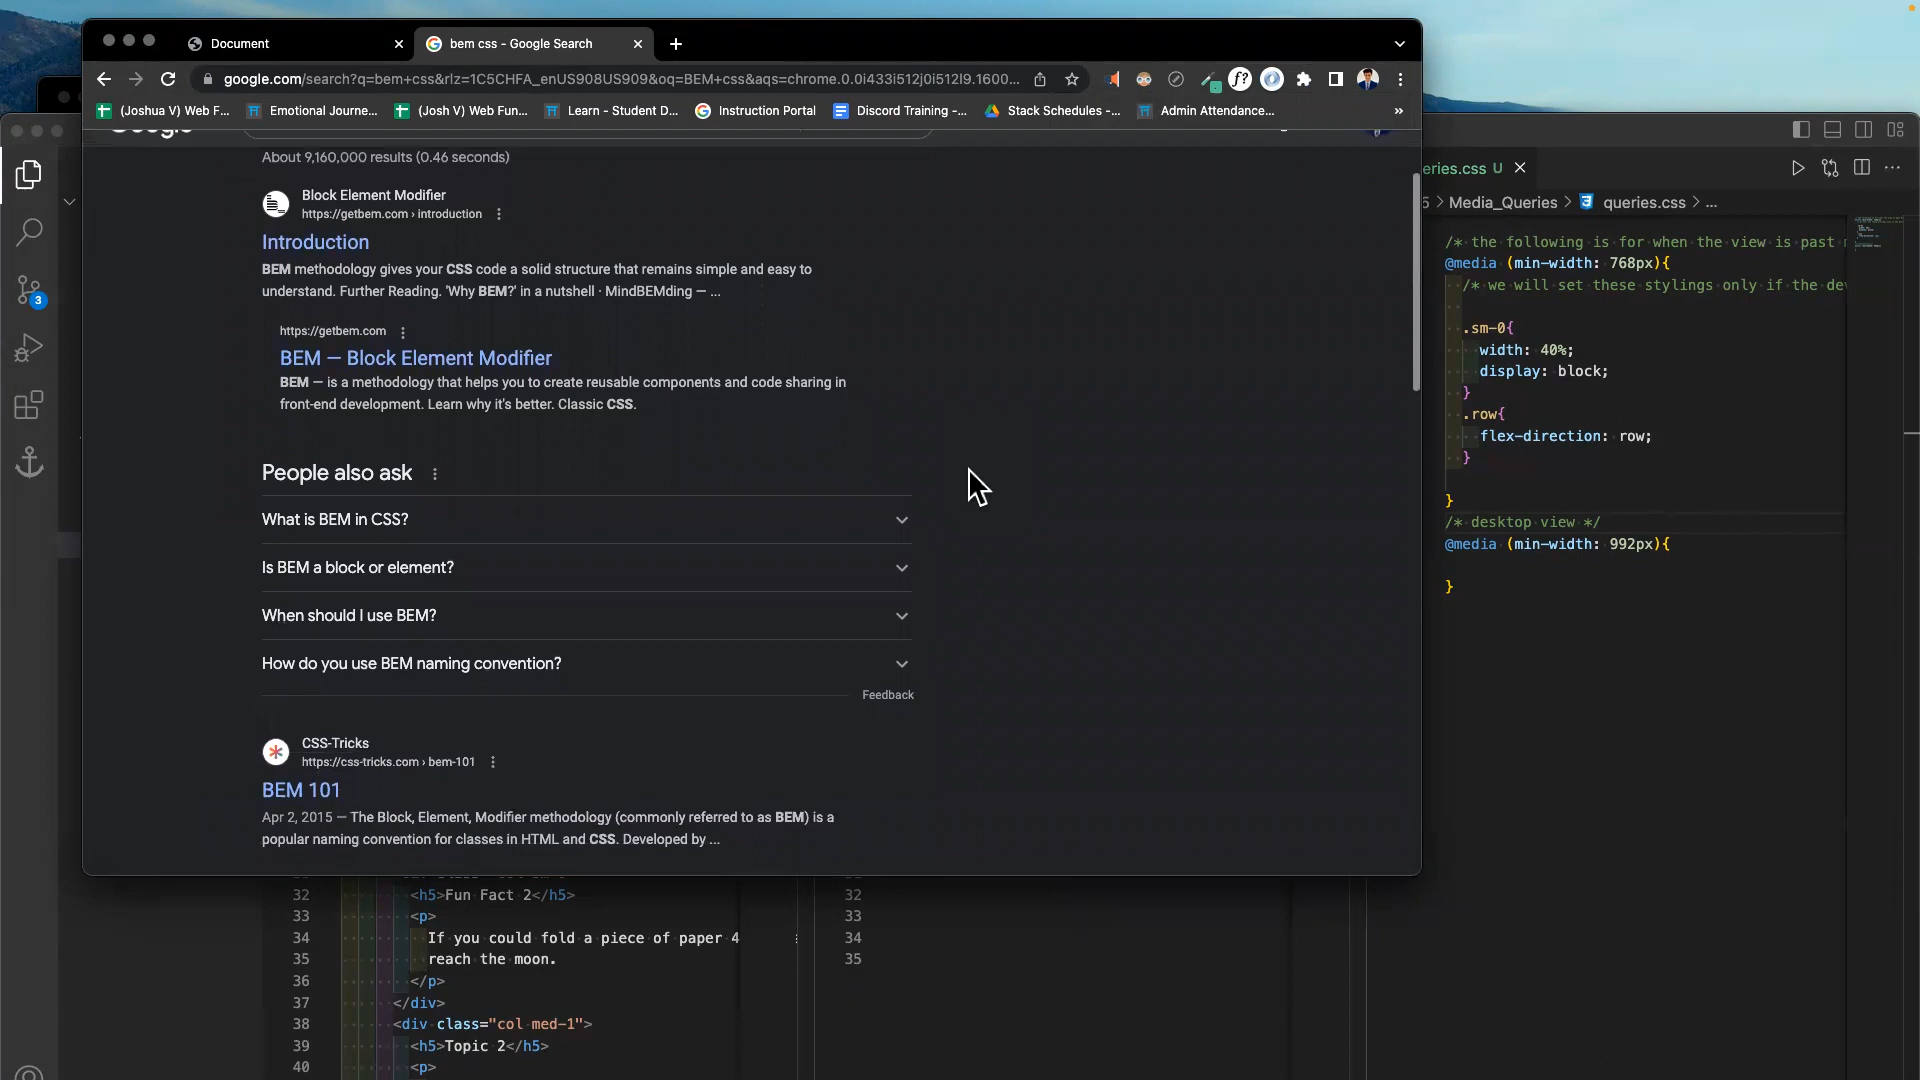 Document
bem css - Google Search
google.com/search?q=bem+css&rlz=1C5CHFA_enUS908US909&oq=BEM+css&aqs=chrome.0.0i433i512j0i512l9.1600...
(Joshua V) Web F...
Emotional Journe...
(Josh V) Web Fun...
Learn - Student D...
Instruction Portal
Discord Training -...
Stack Schedules -...
Admin Attendance...
»
Google
About 9,160,000 results (0.46 seconds)
Block Element Modifier
https://getbem.com › introduction
Introduction
BEM methodology gives your CSS code a solid structure that remains simple and easy to
understand. Further Reading. 'Why BEM?' in a nutshell · MindBEMding — ...
https://getbem.com
BEM — Block Element Modifier
BEM — is a methodology that helps you to create reusable components and code sharing in
front-end development. Learn why it's better. Classic CSS.
People also ask
What is BEM in CSS?
Is BEM a block or element?
When should I use BEM?
How do you use BEM naming convention?
Feedback
CSS-Tricks
https://css-tricks.com › bem-101
BEM 101
Apr 2, 2015 — The Block, Element, Modifier methodology (commonly referred to as BEM) is a
popular naming convention for classes in HTML and CSS. Developed by ...
3
eries.css U
5 > Media_Queries > queries.css > ...
/* the following is for when the view is past
@media (min-width: 768px){
/* we will set these stylings only if the de
.sm-0{
width: 40%;
display: block;
}
.row{
flex-direction: row;
}
}
/* desktop view */
@media (min-width: 992px){
}
32 <h5>Fun Fact 2</h5>
33 <p>
34 If you could fold a piece of paper 4
35 reach the moon.
36 </p>
37 </div>
38 <div class="col med-1">
39 <h5>Topic 2</h5>
40 <p>
32
33
34
35